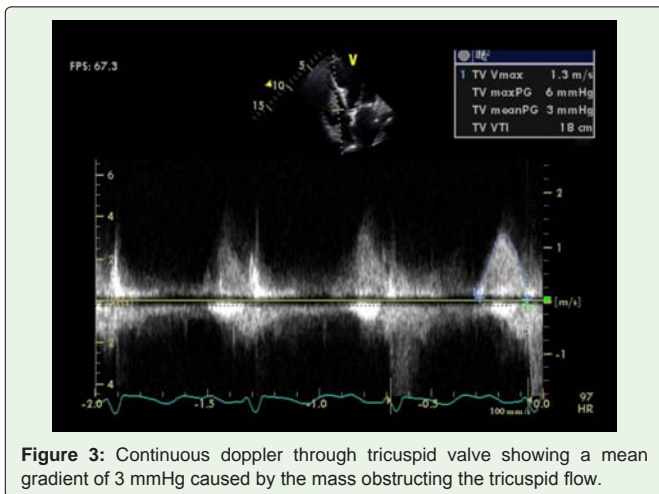 FPS: 67.3
V
5
10
15
1 TV Vmax 1.3 m/s
TV maxPG 6 mmHg
TV meanPG 3 mmHg
TV VTI 18 cm
6
4
2
2
4
2
1
[m/s]
-1
-2.0 -1.5 -1.0 -0.5 0.0
100 mm/s
97
HR
Figure 3: Continuous doppler through tricuspid valve showing a mean
gradient of 3 mmHg caused by the mass obstructing the tricuspid flow.